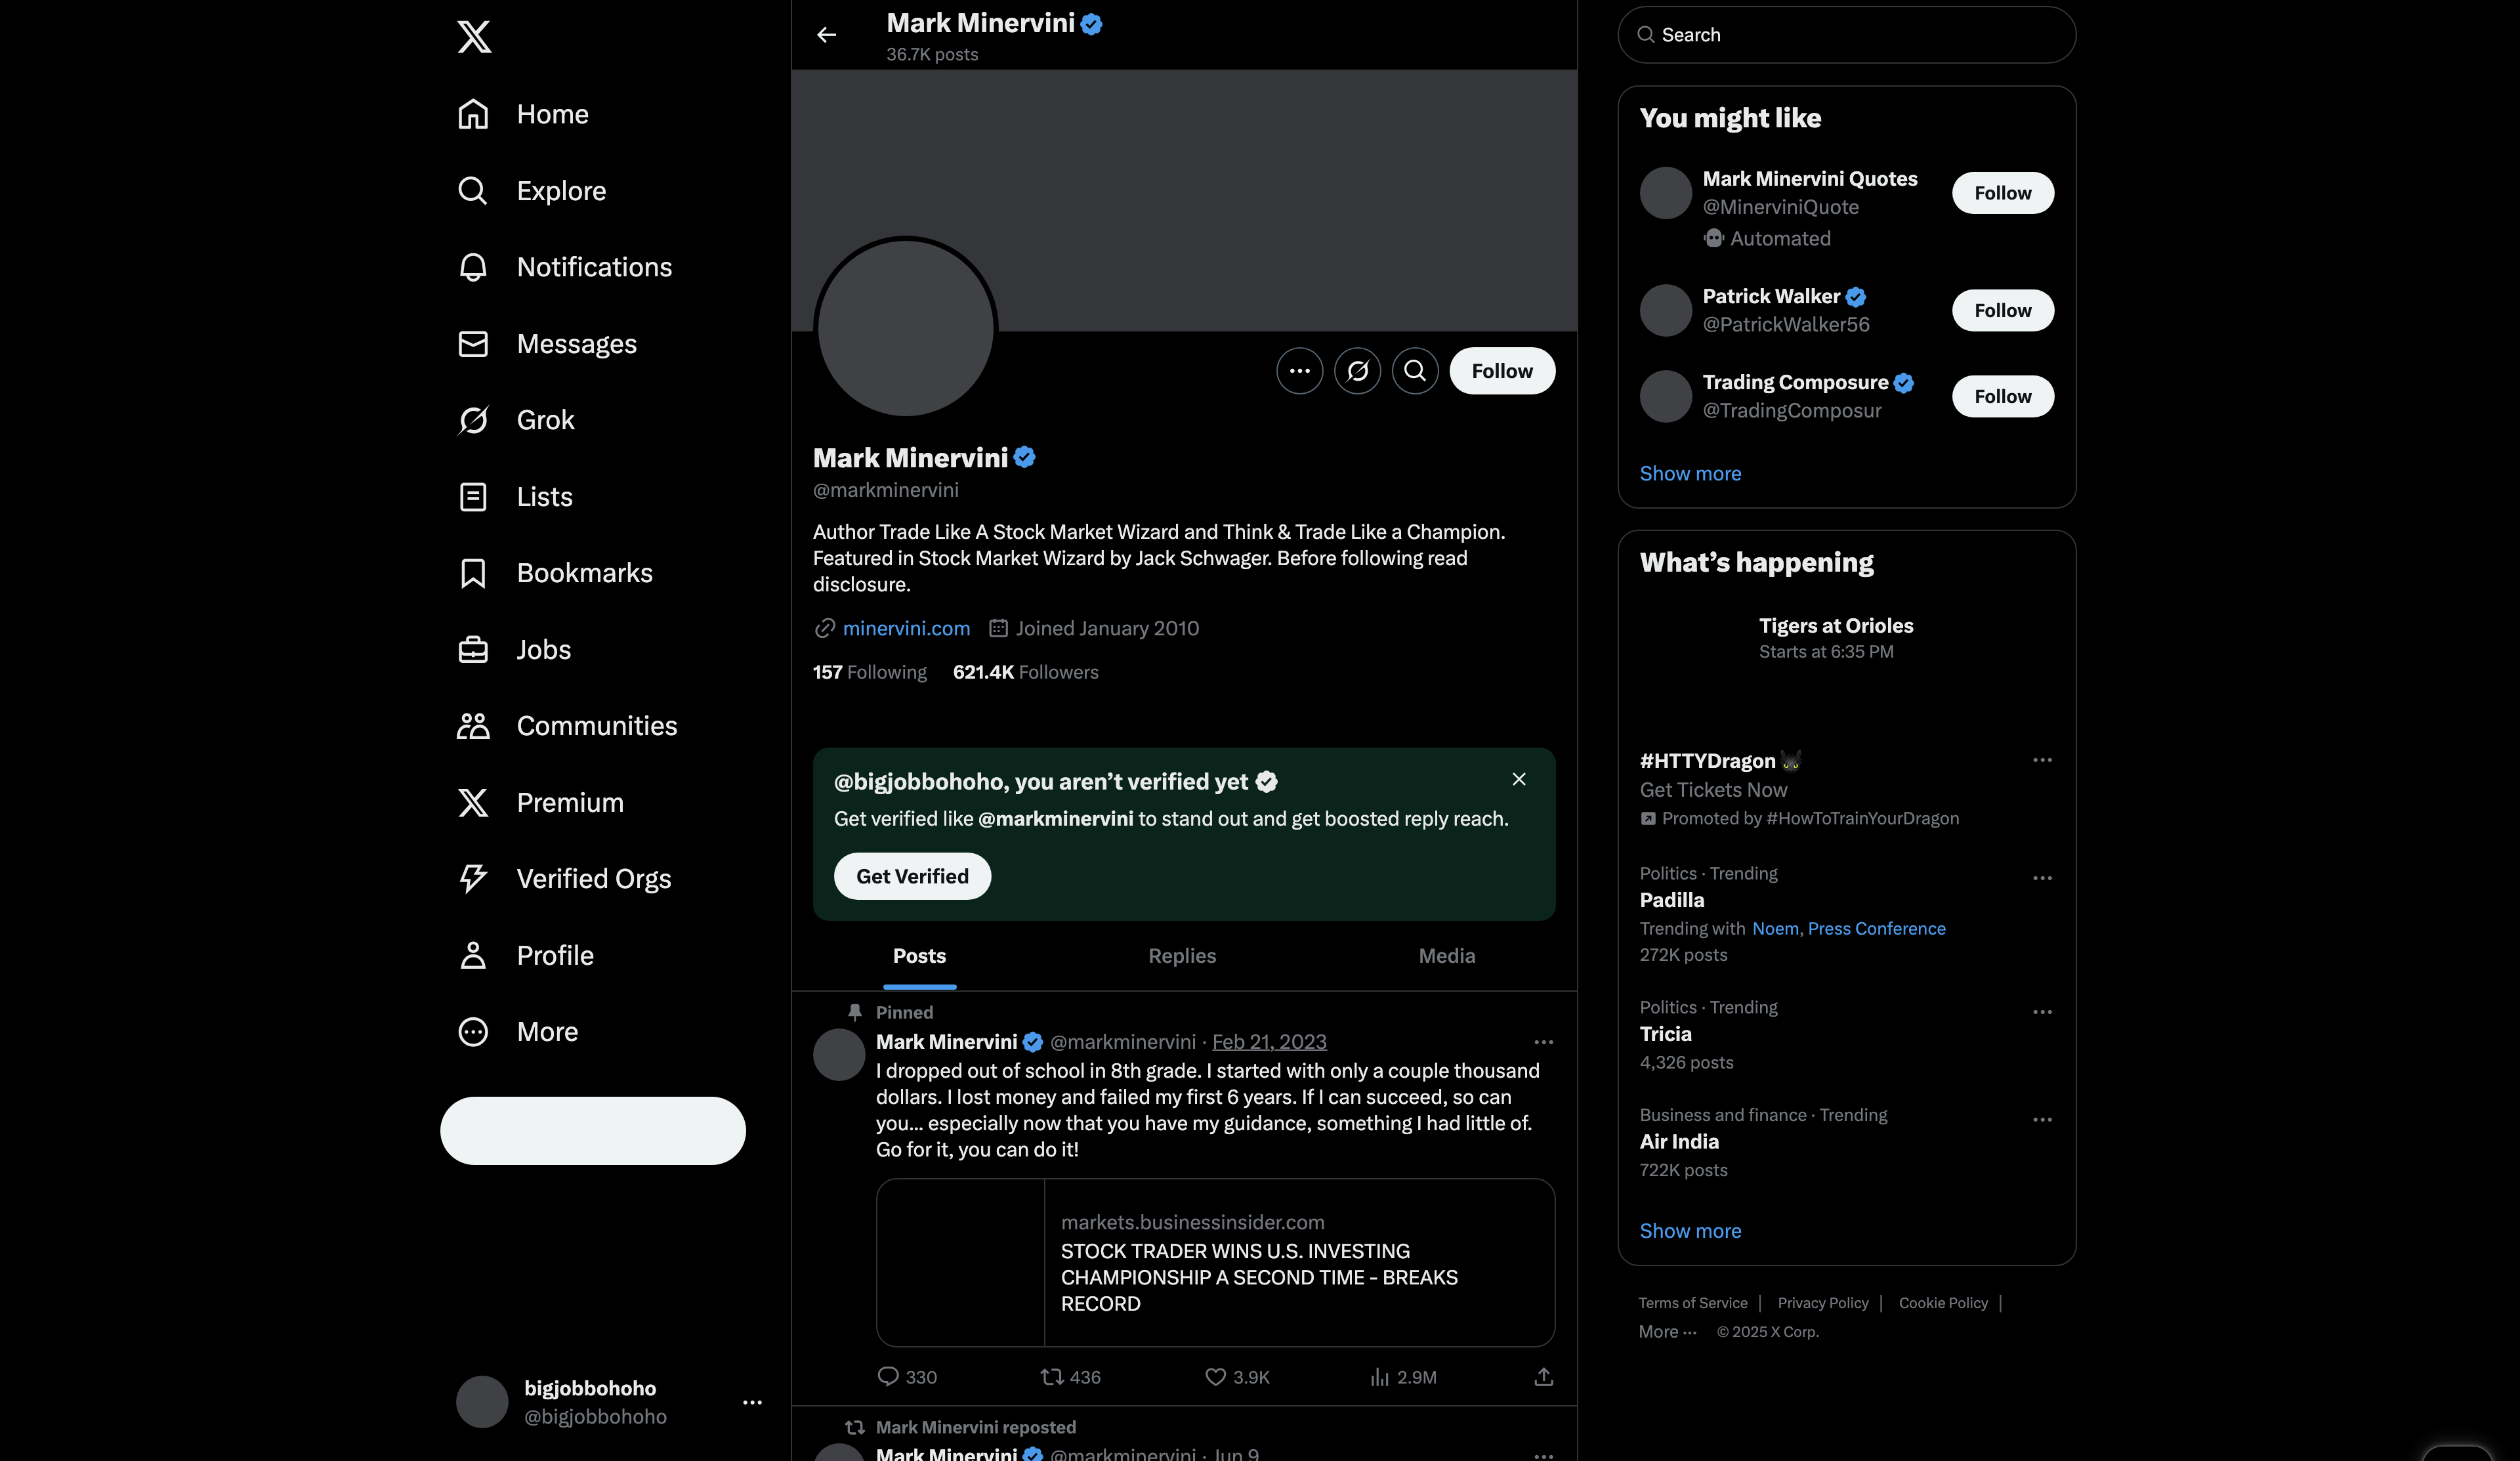 Home
Explore
Notifications
Messages
Grok
Lists
Bookmarks
Jobs
Communities
Premium
Verified Orgs
Profile
More
bigjobbohoho
@bigjobbohoho
Mark Minervini
36.7K posts
Follow
Mark Minervini
@markminervini
Author Trade Like A Stock Market Wizard and Think & Trade Like a Champion.
Featured in Stock Market Wizard by Jack Schwager. Before following read
disclosure.
minervini.com Joined January 2010
157 Following 621.4K Followers
@bigjobbohoho, you aren’t verified yet
Get verified like @markminervini to stand out and get boosted reply reach.
Get Verified
Posts Replies Media
Pinned
Mark Minervini @markminervini · Feb 21, 2023
I dropped out of school in 8th grade. I started with only a couple thousand
dollars. I lost money and failed my first 6 years. If I can succeed, so can
you... especially now that you have my guidance, something I had little of.
Go for it, you can do it!
markets.businessinsider.com
STOCK TRADER WINS U.S. INVESTING
CHAMPIONSHIP A SECOND TIME - BREAKS
RECORD
330 436 3.9K 2.9M
Mark Minervini reposted
Mark Minervini @markminervini · Jun 9
Search
You might like
Mark Minervini Quotes
@MinerviniQuote
Automated
Follow
Patrick Walker
@PatrickWalker56
Follow
Trading Composure
@TradingComposur
Follow
Show more
What’s happening
Tigers at Orioles
Starts at 6:35 PM
#HTTYDragon
Get Tickets Now
Promoted by #HowToTrainYourDragon
Politics · Trending
Padilla
Trending with Noem, Press Conference
272K posts
Politics · Trending
Tricia
4,326 posts
Business and finance · Trending
Air India
722K posts
Show more
Terms of Service | Privacy Policy | Cookie Policy |
More ··· © 2025 X Corp.